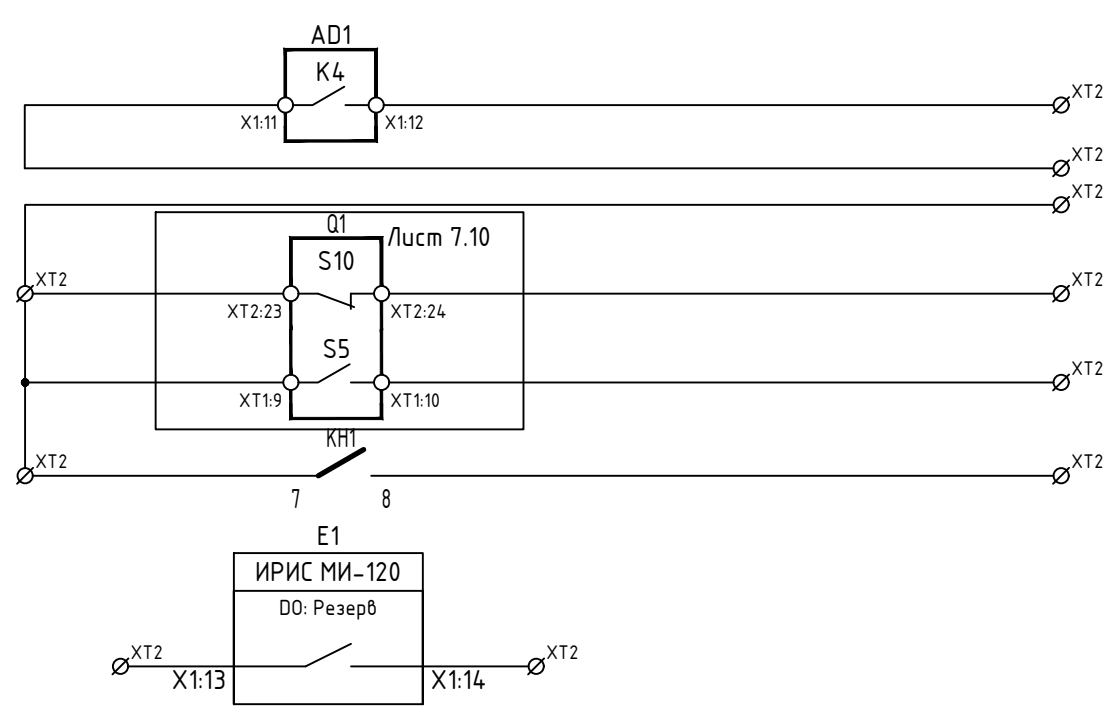 AD1
K4
XT2
X1:11
X1:12
XT2
XT2
Q1
Лист 7.10
S10
XT2
XT2
XT2:23
XT2:24
S5
XT2
XT1:9
XT1:10
КН1
XT2
XT2
7
8
E1
ИРИС МИ-120
DO: Резерв
XT2
XT2
X1:13
X1:14